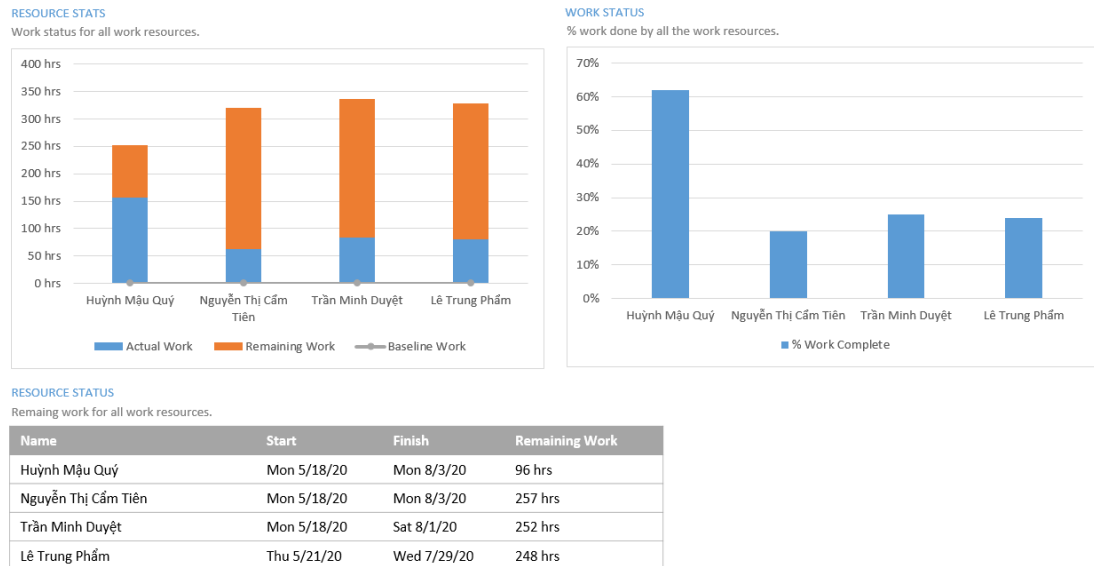 RESOURCE STATS
Work status for all work resources.
400 hrs
350 hrs
300 hrs
250 hrs
200 hrs
150 hrs
100 hrs
50 hrs
0 hrs
Huỳnh Mậu Quý
Nguyễn Thị Cẩm
Tiên
Trần Minh Duyệt
Lê Trung Phẩm
Actual Work
Remaining Work
Baseline Work
WORK STATUS
% work done by all the work resources.
70%
60%
50%
40%
30%
20%
10%
0%
Huỳnh Mậu Quý
Nguyễn Thị Cẩm Tiên
Trần Minh Duyệt
Lê Trung Phẩm
% Work Complete
RESOURCE STATUS
Remaing work for all work resources.
Name Start Finish Remaining Work
Huỳnh Mậu Quý Mon 5/18/20 Mon 8/3/20 96 hrs
Nguyễn Thị Cẩm Tiên Mon 5/18/20 Mon 8/3/20 257 hrs
Trần Minh Duyệt Mon 5/18/20 Sat 8/1/20 252 hrs
Lê Trung Phẩm Thu 5/21/20 Wed 7/29/20 248 hrs